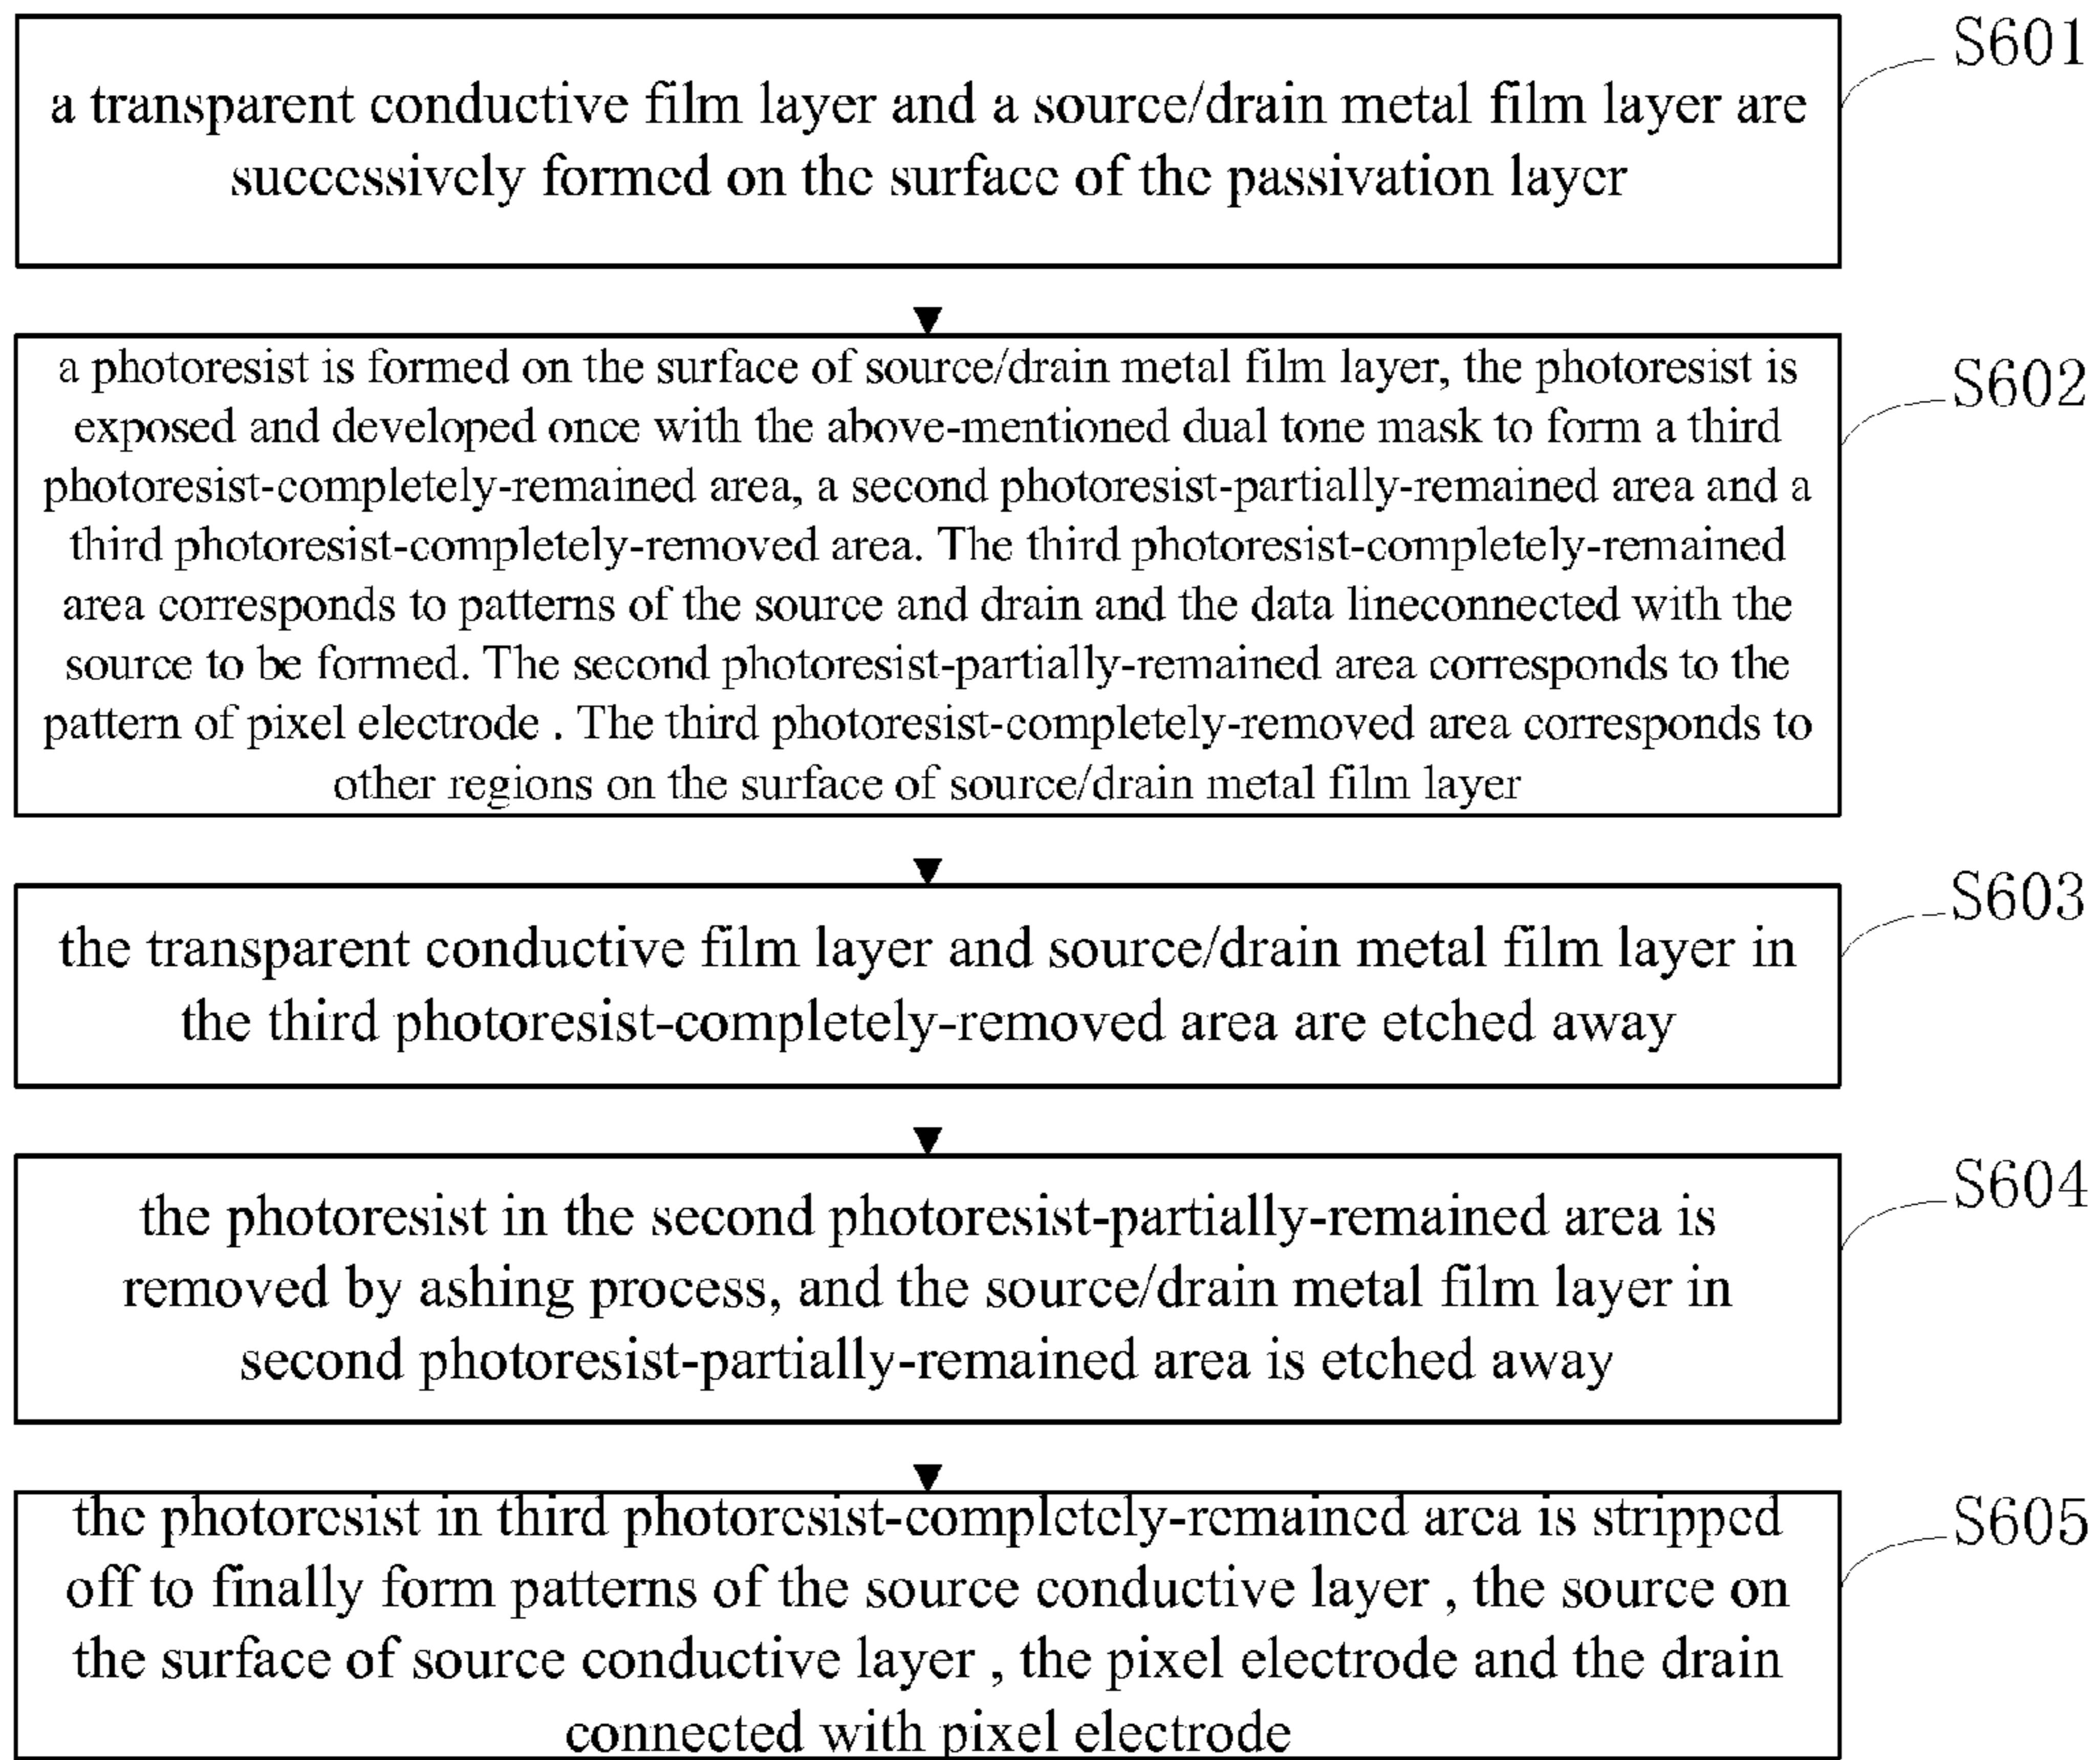 S601
a transparent conductive film layer and a source/drain metal film layer are
successively formed on the surface of the passivation layer
S602
a photoresist is formed on the surface of source/drain metal film layer, the photoresist is
exposed and developed once with the above-mentioned dual tone mask to form a third
photoresist-completely-remained area, a second photoresist-partially-remained area and a
third photoresist-completely-removed area. The third photoresist-completely-remained
area corresponds to patterns of the source and drain and the data lineconnected with the
source to be formed. The second photoresist-partially-remained area corresponds to the
pattern of pixel electrode . The third photoresist-completely-removed area corresponds to
other regions on the surface of source/drain metal film layer
S603
the transparent conductive film layer and source/drain metal film layer in
the third photoresist-completely-removed area are etched away
S604
the photoresist in the second photoresist-partially-remained area is
removed by ashing process, and the source/drain metal film layer in
second photoresist-partially-remained area is etched away
S605
the photoresist in third photoresist-completely-remained area is stripped
off to finally form patterns of the source conductive layer , the source on
the surface of source conductive layer , the pixel electrode and the drain
connected with pixel electrode